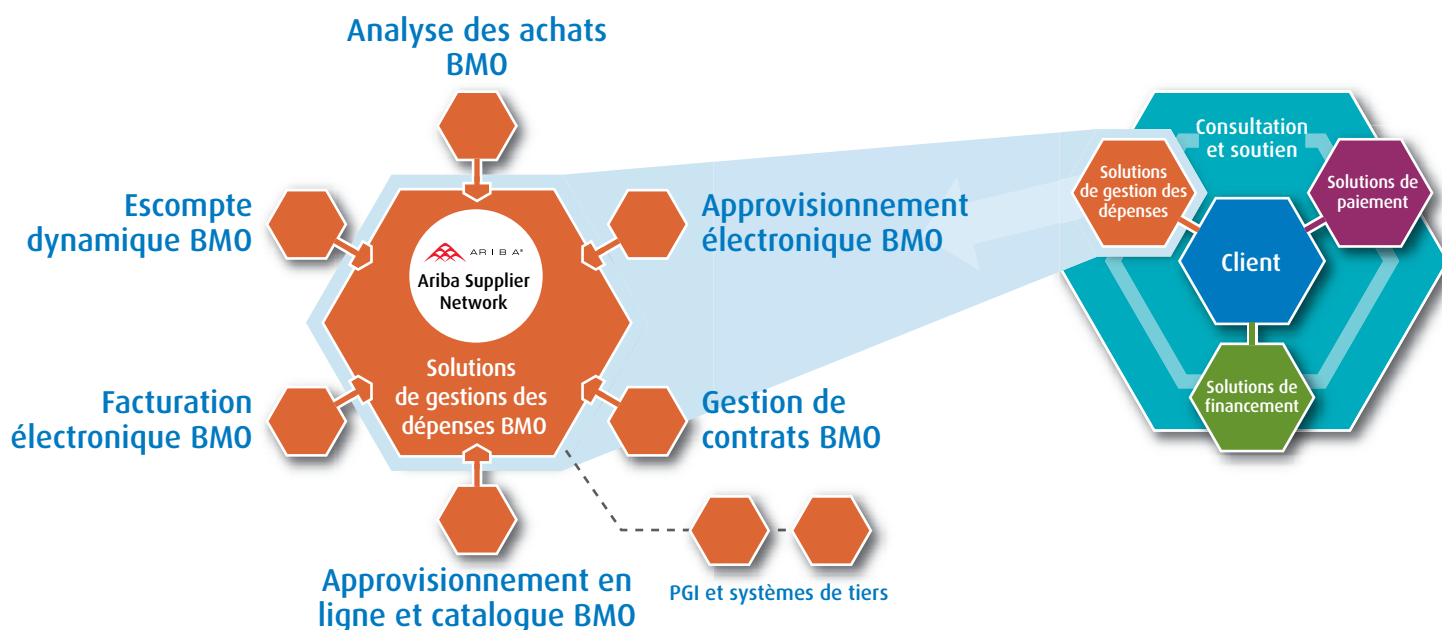 Analyse des achats
BMO
Escompte
dynamique BMO
Approvisionnement
électronique BMO
ARIBA®
Ariba Supplier
Network
Solutions
de gestions des
dépenses BMO
Facturation
électronique BMO
Gestion de
contrats BMO
Approvisionnement en
ligne et catalogue BMO
PGI et systèmes de tiers
Consultation
et soutien
Solutions
de gestion des
dépenses
Solutions de
paiement
Client
Solutions de
financement